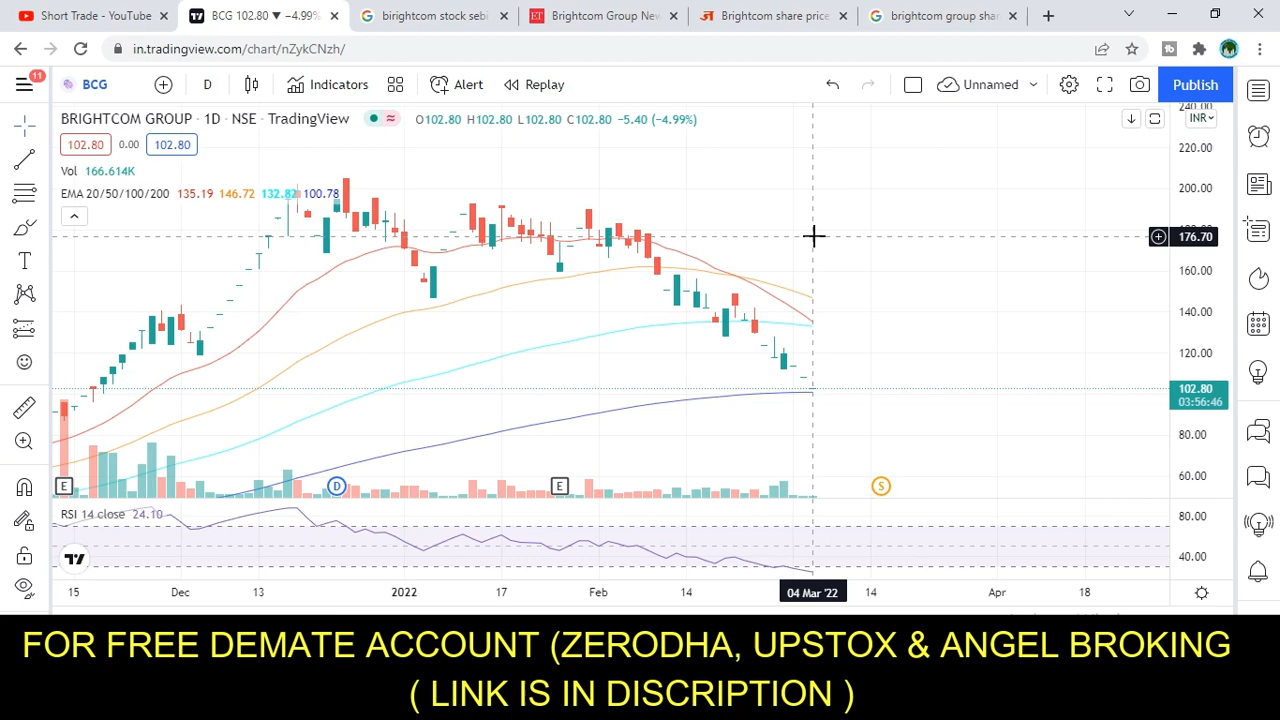 Short Trade - YouTube
BCG 102.80 ▼ −4.99%
birightcom stock sebi
Brightcom Group New
Brightcom share price
brightcom group shar
in.tradingview.com/chart/nZykCNzh/
11
BCG
D
Indicators
Alert
Replay
Unnamed
Publish
BRIGHTCOM GROUP · 1D · NSE · TradingView
O102.80 H102.80 L102.80 C102.80 −5.40 (−4.99%)
INR
102.80 0.00 102.80
Vol 166.614K
EMA 20/50/100/200 135.19 146.72 132.82 100.78
240.00
220.00
200.00
176.70
160.00
140.00
120.00
102.80
03:56:46
80.00
60.00
E
D
E
S
RSI 14 close 24.10
80.00
40.00
15
Dec
13
2022
17
Feb
14
04 Mar '22
14
Apr
18
FOR FREE DEMATE ACCOUNT (ZERODHA, UPSTOX & ANGEL BROKING
( LINK IS IN DISCRIPTION )